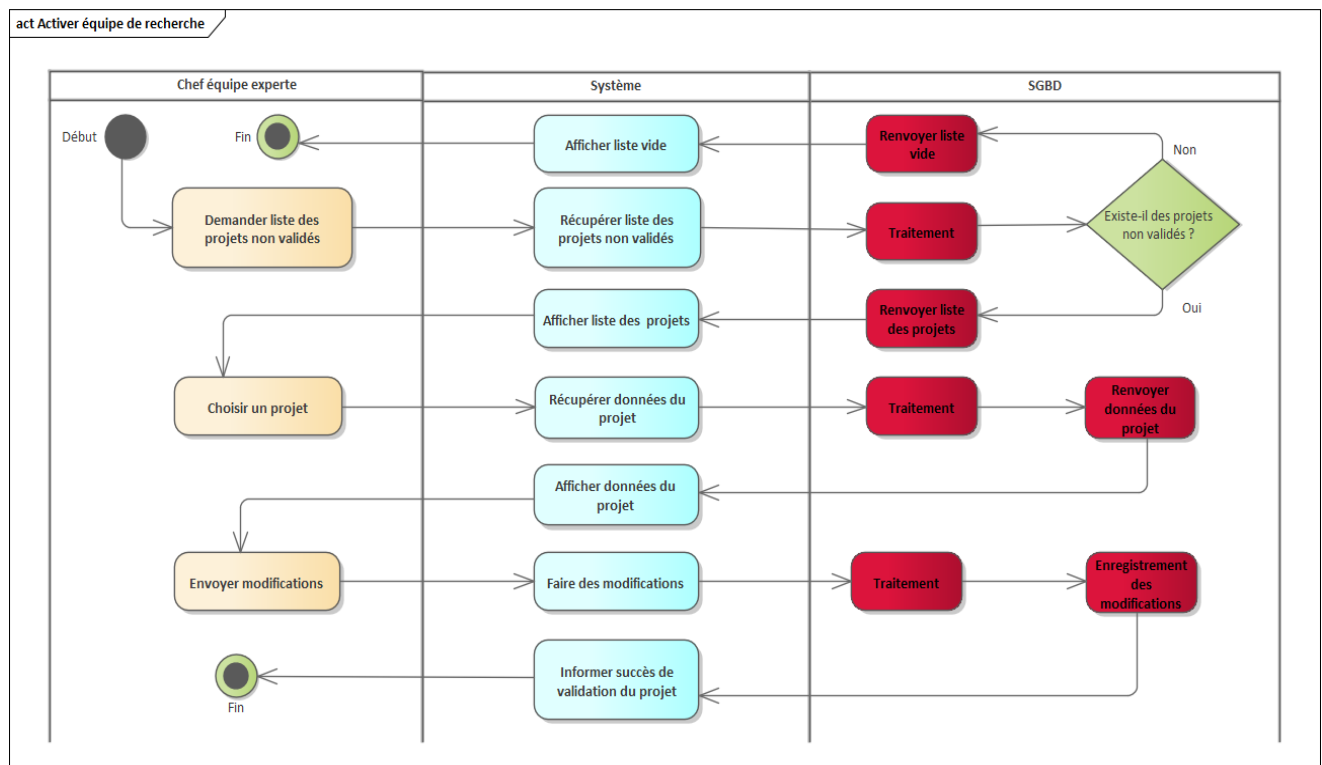 act Activer équipe de recherche
Chef équipe experte
Système
SGBD
Début
Fin
Afficher liste vide
Renvoyer liste
vide
Non
Demander liste des
projets non validés
Récupérer liste des
projets non validés
Traitement
Existe-il des projets
non validés ?
Afficher liste des  projets
Renvoyer liste
des projets
Oui
Choisir un projet
Récupérer données du
projet
Traitement
Renvoyer
données du
projet
Afficher données du
projet
Envoyer modifications
Faire des modifications
Traitement
Enregistrement
des
modifications
Informer succès de
validation du projet
Fin